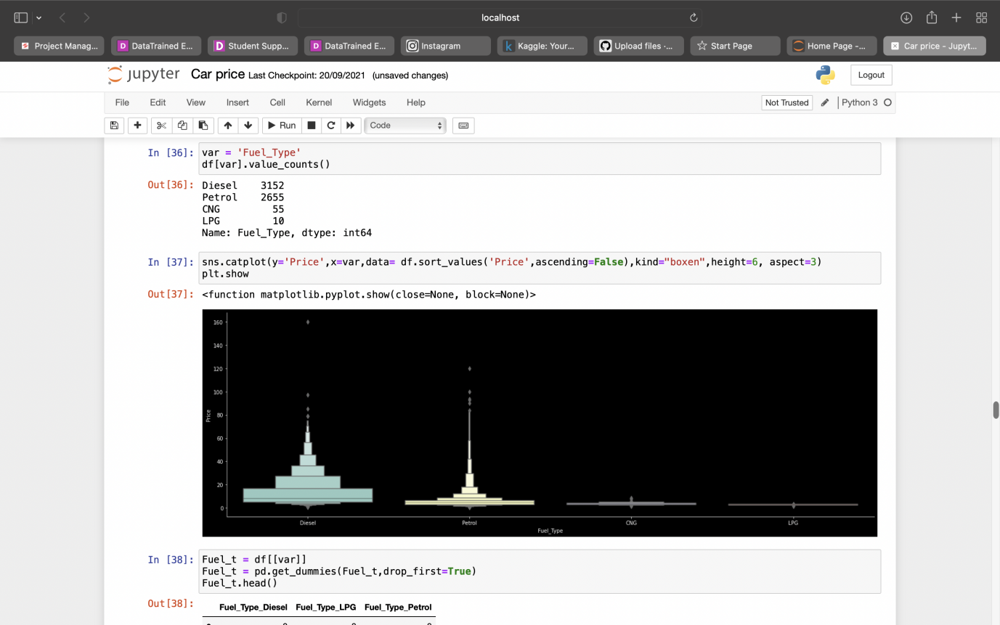 localhost
Project Manag...
DataTrained E...
Student Supp...
DataTrained E...
Instagram
Kaggle: Your...
Upload files ·...
Start Page
Home Page -...
Car price - Jupyt...
jupyter Car price Last Checkpoint: 20/09/2021 (unsaved changes)
Logout
File Edit View Insert Cell Kernel Widgets Help
Not Trusted
Python 3
Run
Code
In [36]: var = 'Fuel_Type'
df[var].value_counts()
Out[36]: Diesel 3152
Petrol 2655
CNG 55
LPG 10
Name: Fuel_Type, dtype: int64
In [37]: sns.catplot(y='Price',x=var,data= df.sort_values('Price',ascending=False),kind="boxen",height=6, aspect=3)
plt.show
Out[37]: <function matplotlib.pyplot.show(close=None, block=None)>
160
140
120
100
80
60
40
20
0
Price
Diesel Petrol CNG LPG
Fuel_Type
In [38]: Fuel_t = df[[var]]
Fuel_t = pd.get_dummies(Fuel_t,drop_first=True)
Fuel_t.head()
Out[38]:
Fuel_Type_Diesel Fuel_Type_LPG Fuel_Type_Petrol